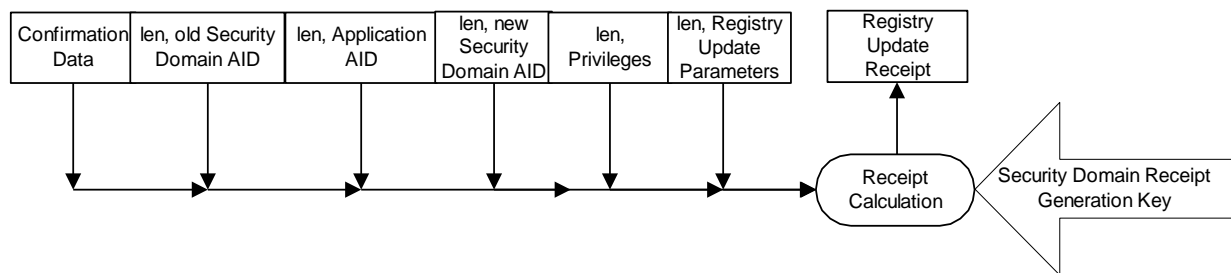 Confirmation
Data
len, old Security
Domain AID
len, Application
AID
len, new
Security
Domain AID
len,
Privileges
len, Registry
Update
Parameters
Registry
Update
Receipt
Receipt
Calculation
Security Domain Receipt
Generation Key